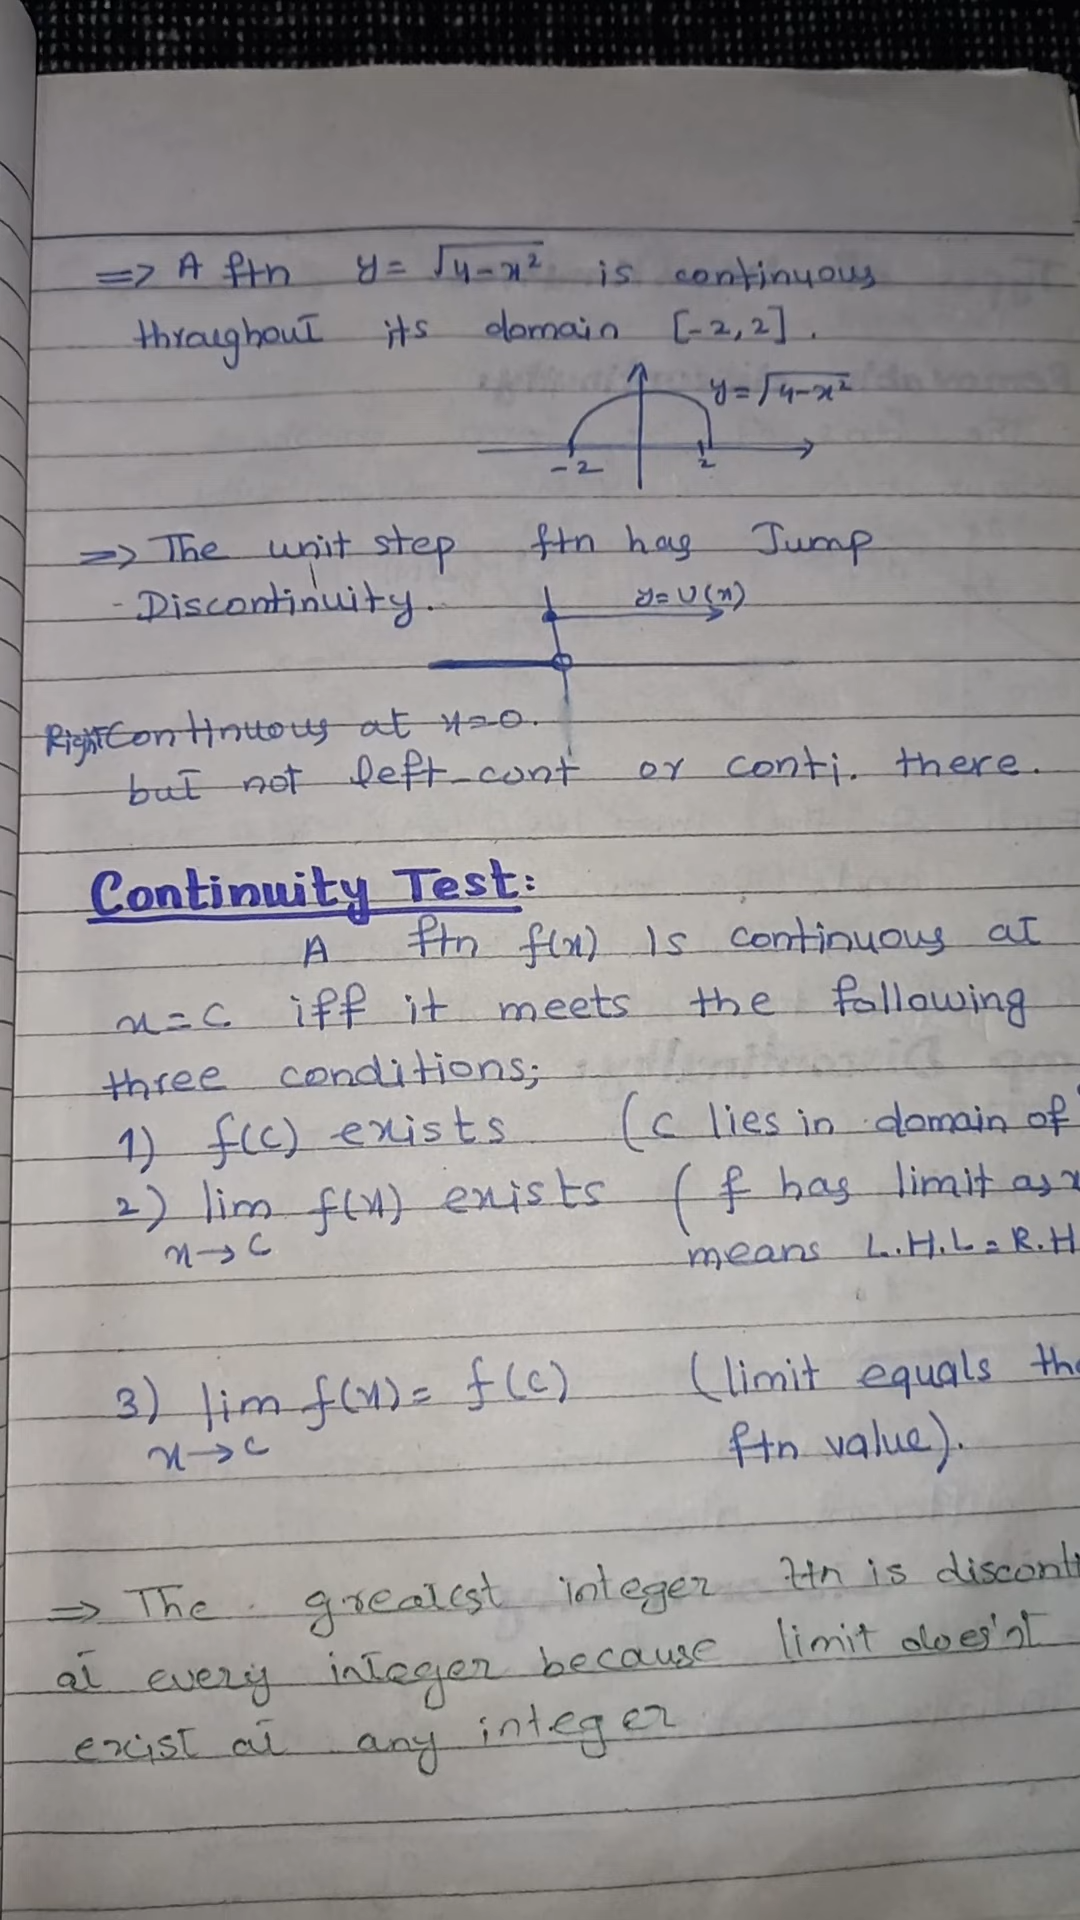 => A ftn y = √4-x² is continuous
throughout its domain [-2,2].
y = √4-x²
-2 2
=> The unit step ftn has Jump
- Discontinuity.
y= U(x)
Right Continuous at x=0.
but not left cont or conti. there.
Continuity Test:
A ftn f(x) is continuous at
x=c iff it meets the following
three conditions;
1) f(c) exists (c lies in domain of
2) lim f(x) exists (f has limit as x
x→c means L.H.L = R.H
3) lim f(x) = f(c) (limit equals the
x→c ftn value).
=> The greatest integer ftn is disconti
at every integer because limit does'nt
exist at any integer